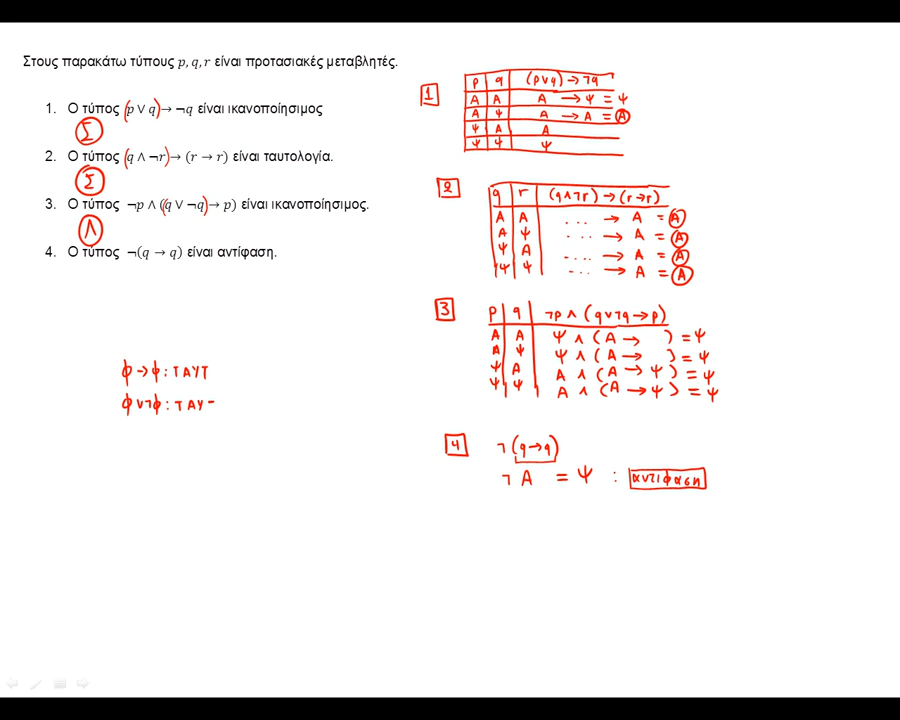 Στους παρακάτω τύπους p, q, r είναι προτασιακές μεταβλητές.
1. Ο τύπος (p ∨ q) → ¬q είναι ικανοποίησιμος
Σ
2. Ο τύπος (q ∧ ¬r) → (r → r) είναι ταυτολογία.
Σ
3. Ο τύπος ¬p ∧ ((q ∨ ¬q) → p) είναι ικανοποίησιμος.
Λ
4. Ο τύπος ¬(q → q) είναι αντίφαση.
φ → φ : ΤΑΥΤ
φ ∨ ¬φ : ΤΑΥ -
1
p q (p∨q) → ¬q
Α Α Α → Ψ = Ψ
Α Ψ Α → Α = Α
Ψ Α Α
Ψ Ψ Ψ
2
q r (q∧¬r) → (r→r)
Α Α ... → Α = Α
Α Ψ ... → Α = Α
Ψ Α .... → Α = Α
Ψ Ψ ... → Α = Α
3
p q ¬p ∧ (q∨¬q → p)
Α Α Ψ ∧ (Α → ) = Ψ
Α Ψ Ψ ∧ (Α → ) = Ψ
Ψ Α Α ∧ (Α → Ψ) = Ψ
Ψ Ψ Α ∧ (Α → Ψ) = Ψ
4
¬(q→q)
¬ Α = Ψ : αντιφαση